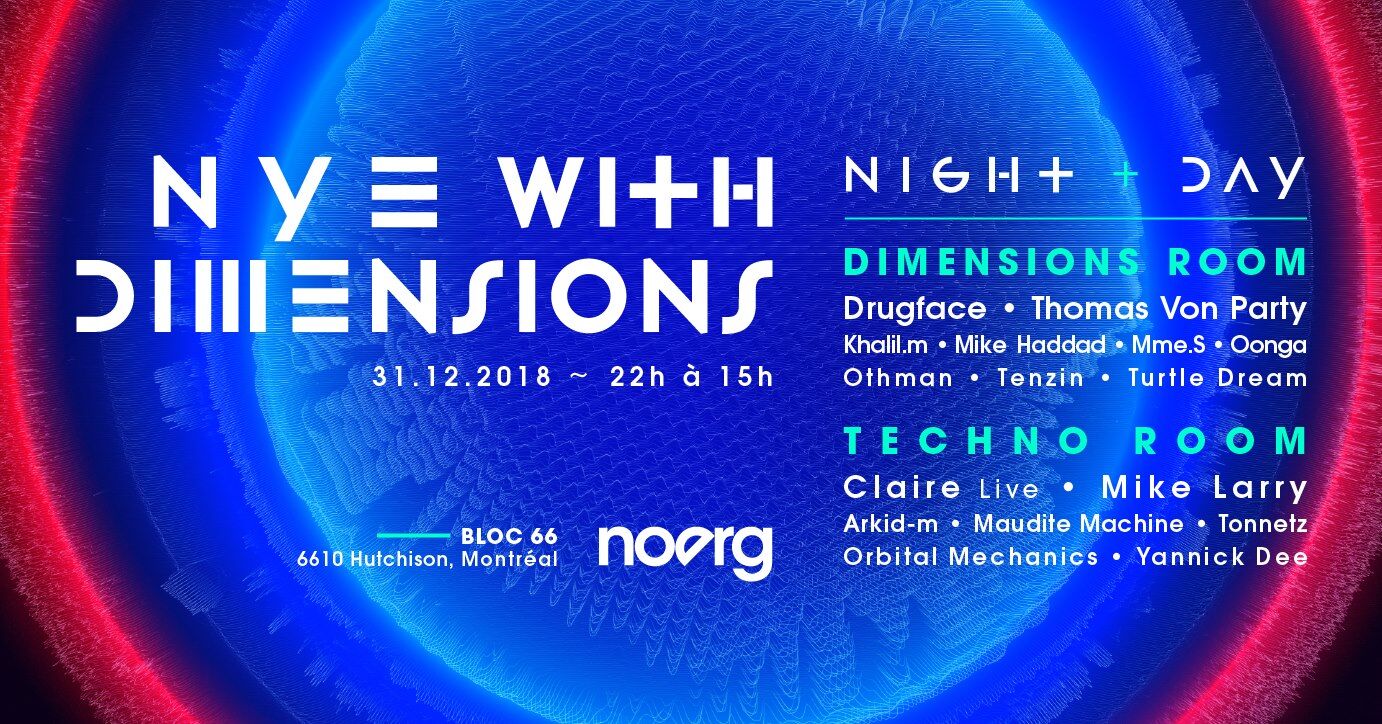 NYE WITH
DIMENSIONS
31.12.2018 ~ 22h à 15h
BLOC 66
6610 Hutchison, Montréal
noerg
NIGHT + DAY
DIMENSIONS ROOM
Drugface • Thomas Von Party
Khalil.m • Mike Haddad • Mme.S • Oonga
Othman • Tenzin • Turtle Dream
TECHNO ROOM
Claire Live • Mike Larry
Arkid-m • Maudite Machine • Tonnetz
Orbital Mechanics • Yannick Dee